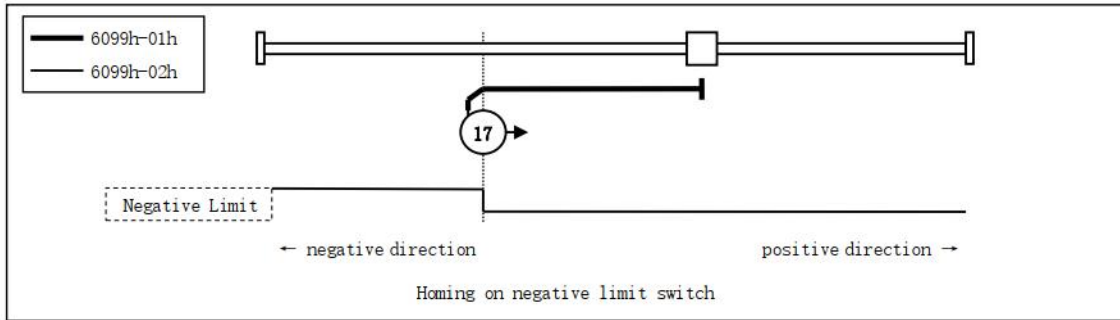 6099h-01h
6099h-02h
17
Negative Limit
← negative direction
positive direction →
Homing on negative limit switch